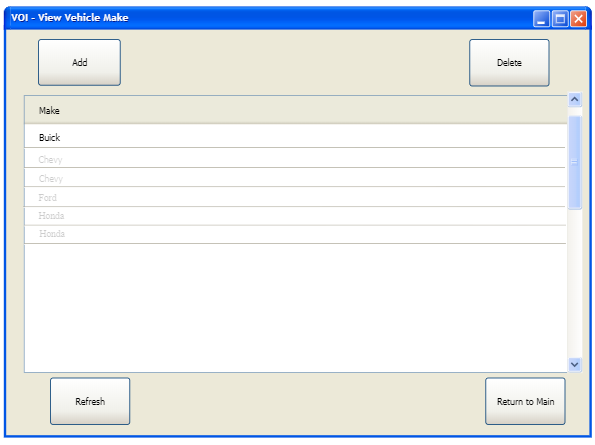 VOI - View Vehicle Make
Add
Delete
Make
Buick
Chevy
Chevy
Ford
Honda
Honda
Refresh
Return to Main